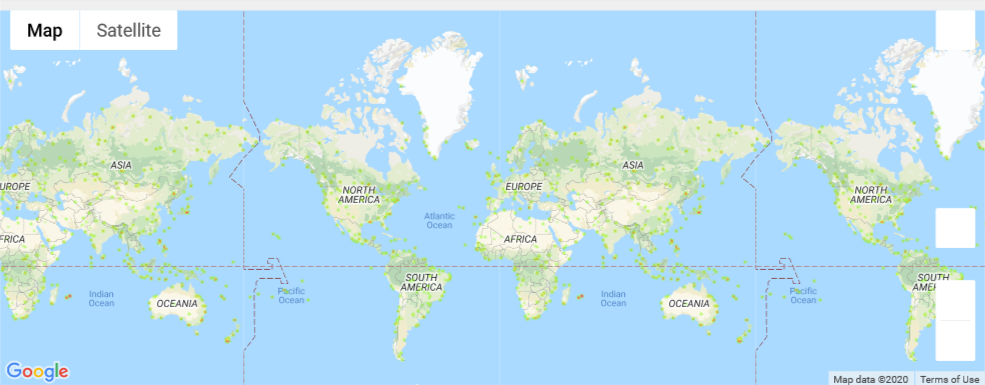 Map Satellite
ASIA
ASIA
EUROPE
NORTH
AMERICA
EUROPE
NORTH
AMERICA
Atlantic
Ocean
AFRICA
AFRICA
SOUTH
AMERICA
SOUTH
AMER
Indian
Ocean
OCEANIA
Pacific
Ocean
Indian
Ocean
OCEANIA
Pacific
Ocean
Google
Map data ©2020 Terms of Use